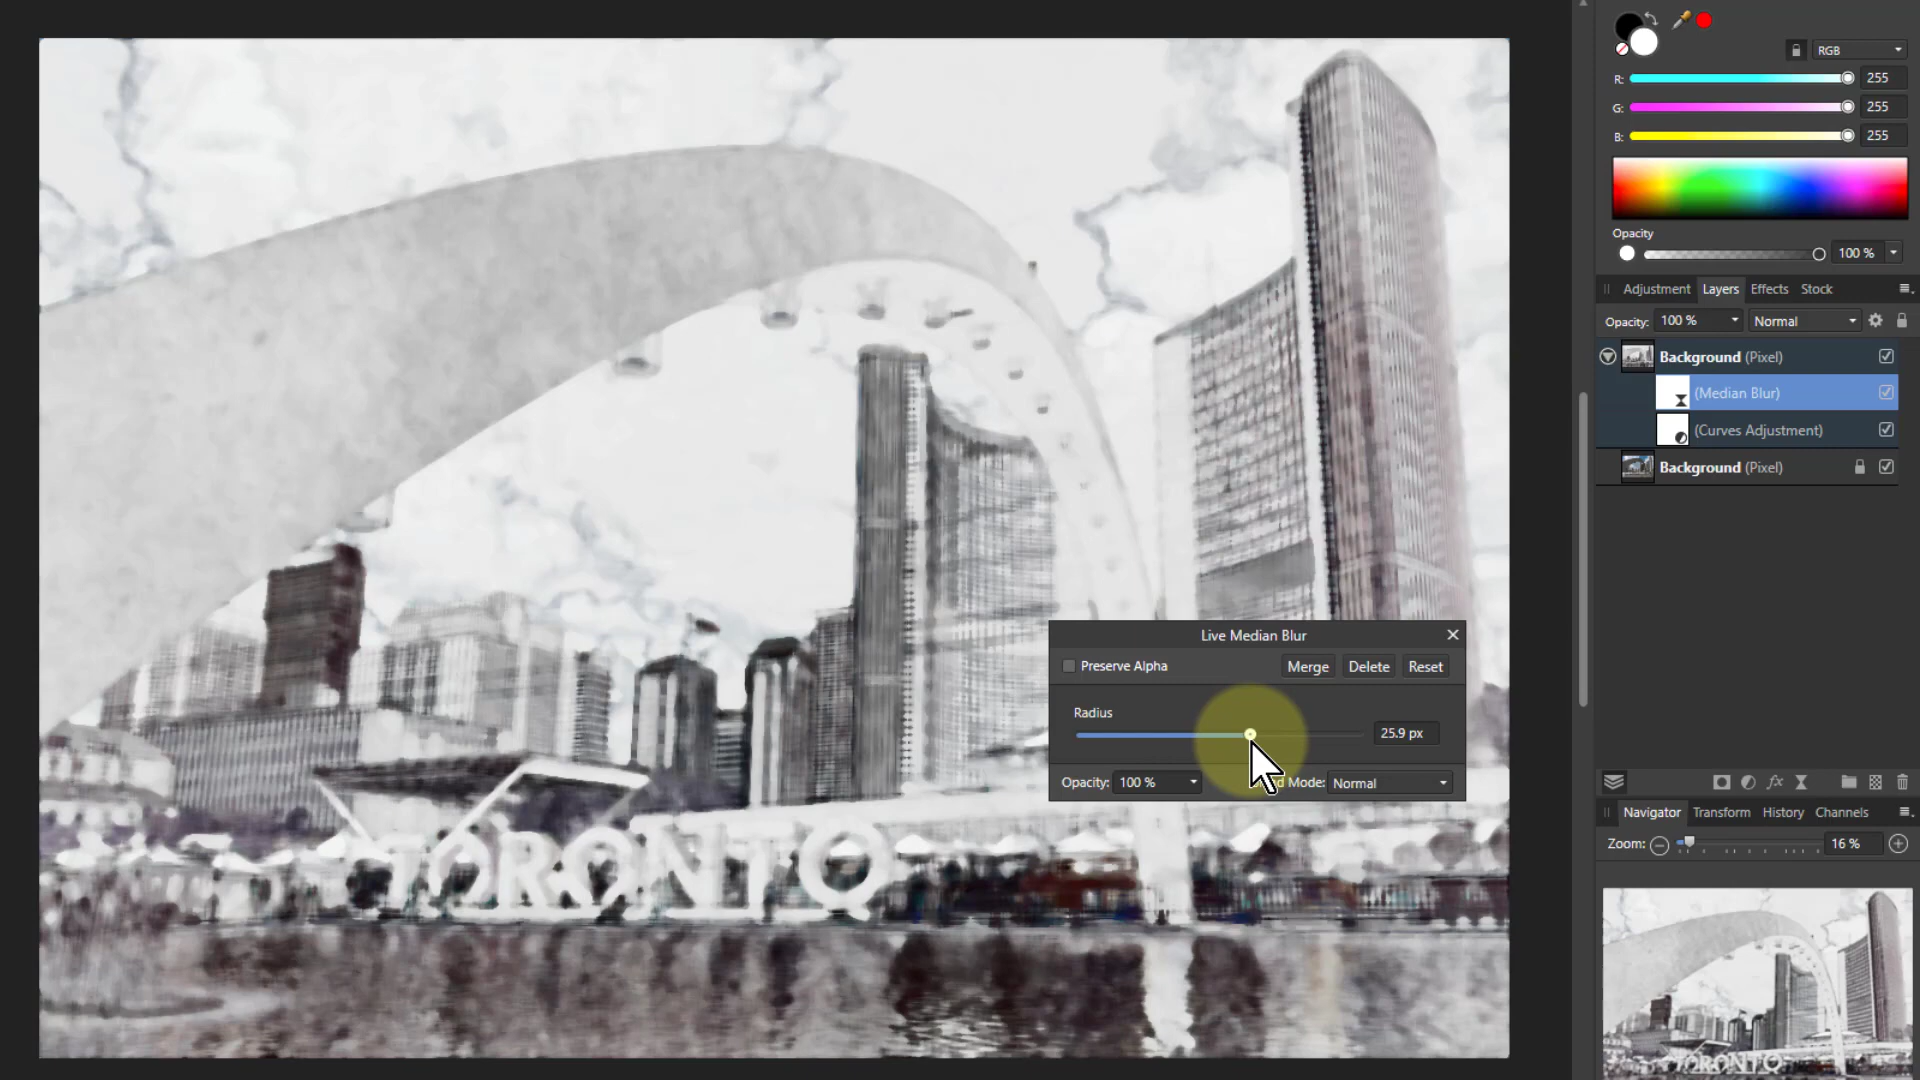 RGB
R: 255
G: 255
B: 255
Opacity
100 %
Adjustment Layers Effects Stock
Opacity: 100 % Normal
Background (Pixel)
(Median Blur)
(Curves Adjustment)
Background (Pixel)
Live Median Blur
Preserve Alpha Merge Delete Reset
Radius
25.9 px
Opacity: 100 % d Mode: Normal
fx
Navigator Transform History Channels
Zoom: 16 %
TORONTO
TORONTO